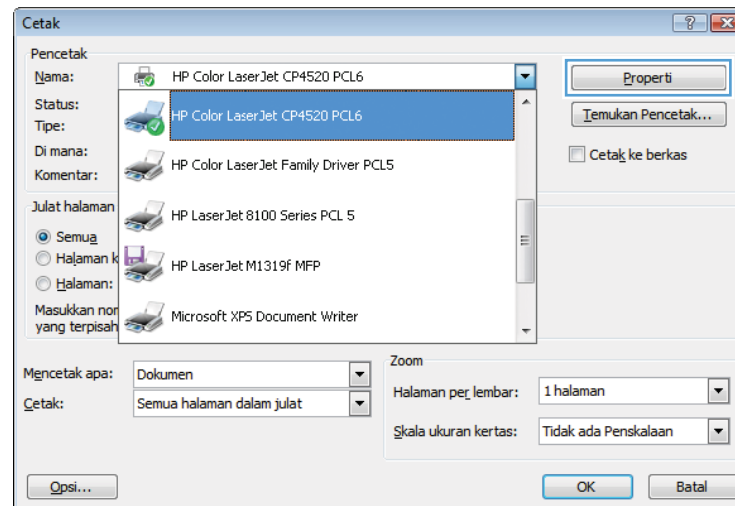 Cetak
Pencetak
Nama: HP Color LaserJet CP4520 PCL6
Properti
Status:
HP Color LaserJet CP4520 PCL6
Temukan Pencetak...
Tipe:
Di mana:
HP Color LaserJet Family Driver PCL5
Cetak ke berkas
Komentar:
Julat halaman
HP LaserJet 8100 Series PCL 5
Semua
Halaman k
HP LaserJet M1319f MFP
Halaman:
Masukkan nor
yang terpisah
Microsoft XPS Document Writer
Mencetak apa: Dokumen
Cetak: Semua halaman dalam julat
Zoom
Halaman per lembar: 1 halaman
Skala ukuran kertas: Tidak ada Penskalaan
Opsi...
OK
Batal